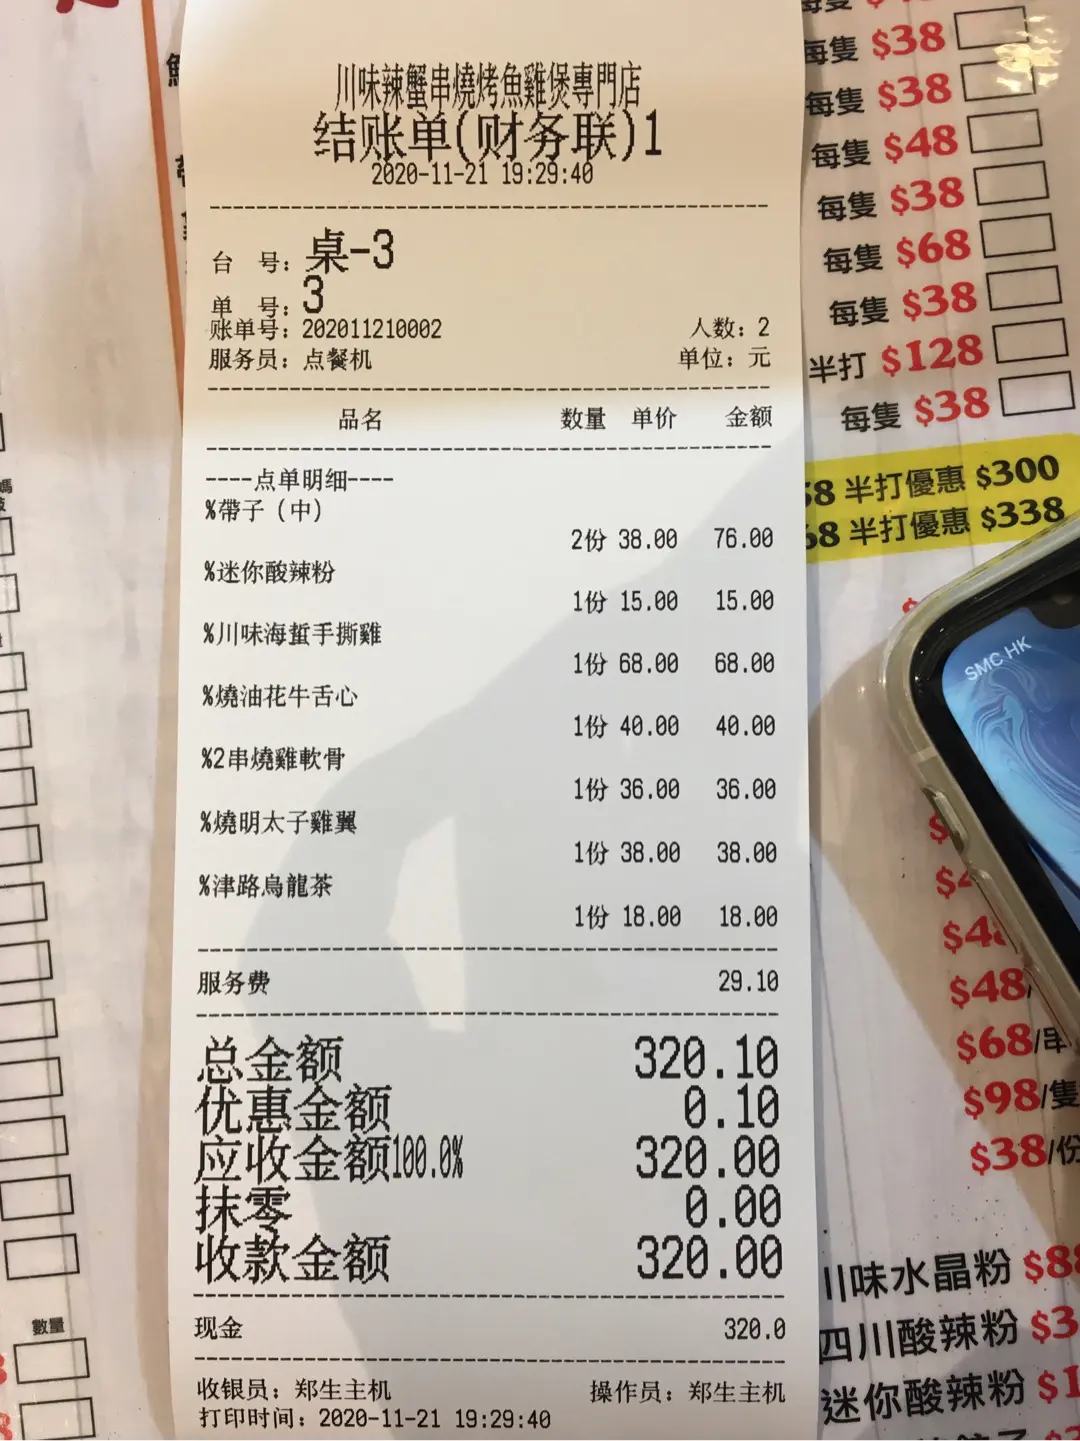 川味辣蟹串燒烤魚雞煲專門店
结账单(财务联)1
2020-11-21 19:29:40
台 号: 桌-3
单 号: 3
账单号: 202011210002 人数: 2
服务员: 点餐机 单位: 元
品名 数量 单价 金额
----点单明细----
%帶子（中）
2份 38.00 76.00
%迷你酸辣粉
1份 15.00 15.00
%川味海蜇手撕雞
1份 68.00 68.00
%燒油花牛舌心
1份 40.00 40.00
%2串燒雞軟骨
1份 36.00 36.00
%燒明太子雞翼
1份 38.00 38.00
%津路烏龍茶
1份 18.00 18.00
服务费 29.10
总金额 320.10
优惠金额 0.10
应收金额100.0% 320.00
抹零 0.00
收款金额 320.00
现金 320.0
收银员: 郑生主机 操作员: 郑生主机
打印时间: 2020-11-21 19:29:40
每隻 $38
每隻 $38
每隻 $48
每隻 $38
每隻 $68
每隻 $38
半打 $128
每隻 $38
半打優惠 $300
半打優惠 $338
SMC HK
$48
$68/串
$98/隻
$38/份
川味水晶粉
四川酸辣粉
迷你酸辣粉
數量